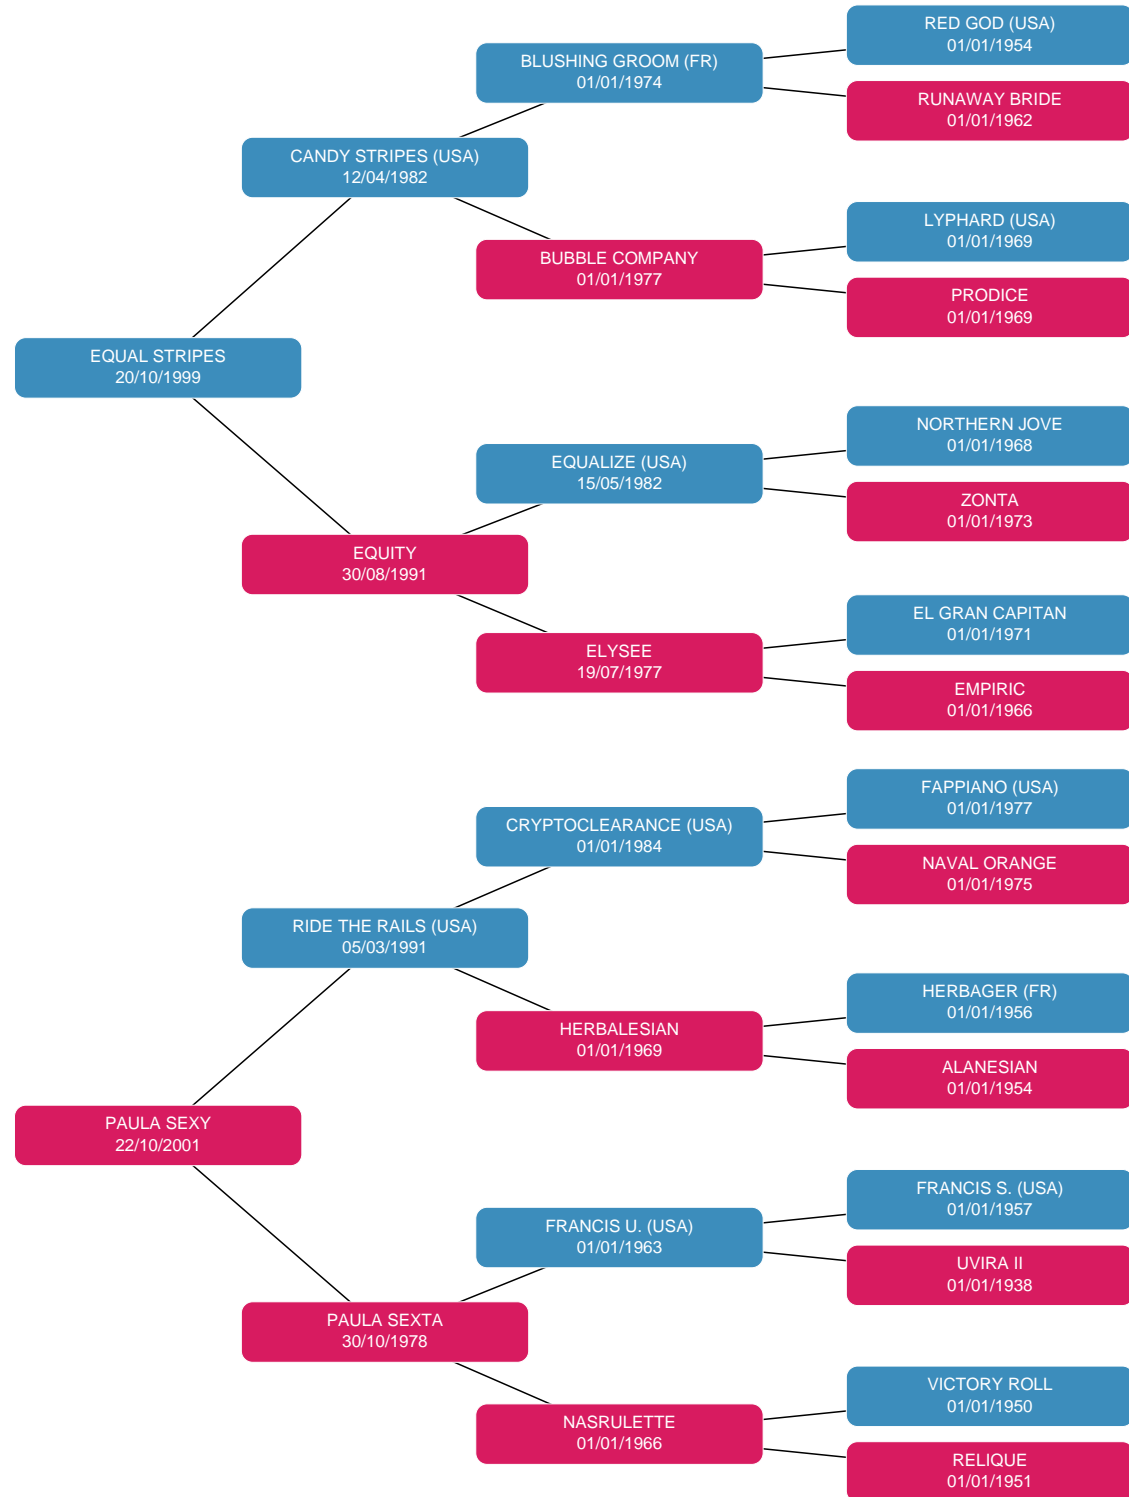 RED GOD (USA)
01/01/1954
BLUSHING GROOM (FR)
01/01/1974
RUNAWAY BRIDE
01/01/1962
CANDY STRIPES (USA)
12/04/1982
LYPHARD (USA)
01/01/1969
BUBBLE COMPANY
01/01/1977
PRODICE
01/01/1969
EQUAL STRIPES
20/10/1999
NORTHERN JOVE
01/01/1968
EQUALIZE (USA)
15/05/1982
ZONTA
01/01/1973
EQUITY
30/08/1991
EL GRAN CAPITAN
01/01/1971
ELYSEE
19/07/1977
EMPIRIC
01/01/1966
FAPPIANO (USA)
01/01/1977
CRYPTOCLEARANCE (USA)
01/01/1984
NAVAL ORANGE
01/01/1975
RIDE THE RAILS (USA)
05/03/1991
HERBAGER (FR)
01/01/1956
HERBALESIAN
01/01/1969
ALANESIAN
01/01/1954
PAULA SEXY
22/10/2001
FRANCIS S. (USA)
01/01/1957
FRANCIS U. (USA)
01/01/1963
UVIRA II
01/01/1938
PAULA SEXTA
30/10/1978
VICTORY ROLL
01/01/1950
NASRULETTE
01/01/1966
RELIQUE
01/01/1951